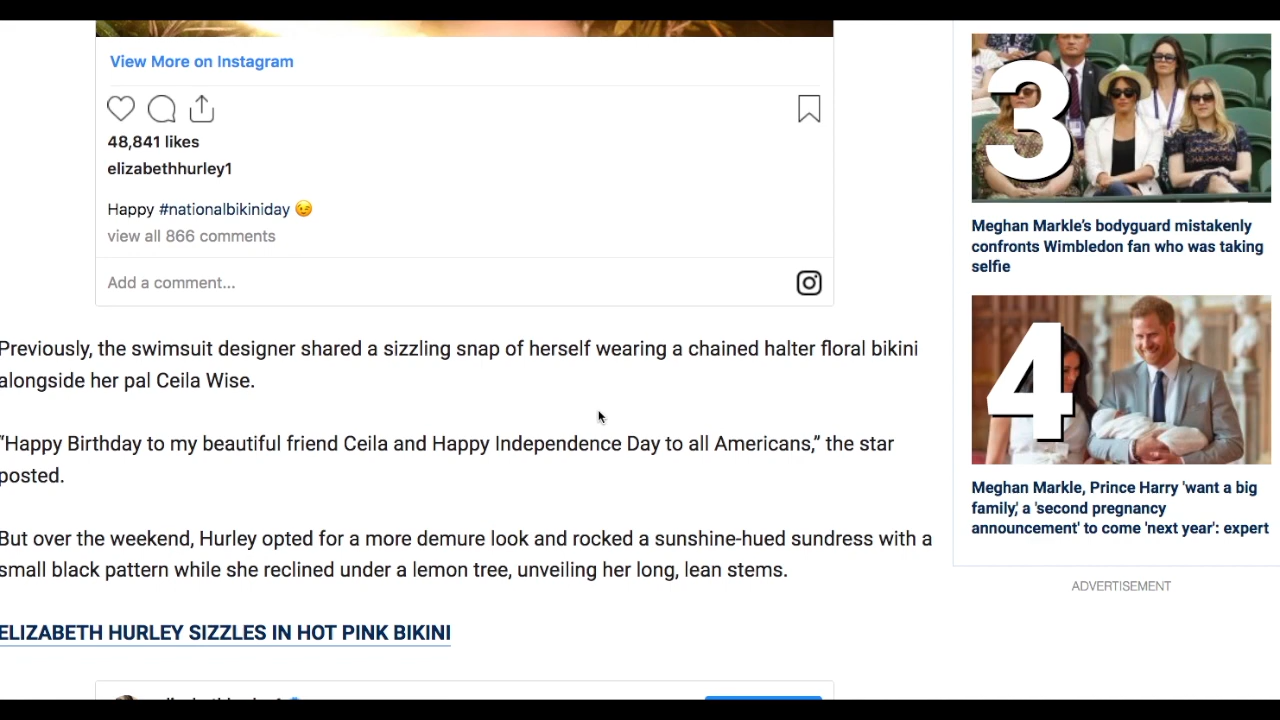 View More on Instagram
48,841 likes
elizabethhurley1
Happy #nationalbikiniday 😉
view all 866 comments
Add a comment...
Previously, the swimsuit designer shared a sizzling snap of herself wearing a chained halter floral bikini
alongside her pal Ceila Wise.
“Happy Birthday to my beautiful friend Ceila and Happy Independence Day to all Americans,” the star
posted.
But over the weekend, Hurley opted for a more demure look and rocked a sunshine-hued sundress with a
small black pattern while she reclined under a lemon tree, unveiling her long, lean stems.
ELIZABETH HURLEY SIZZLES IN HOT PINK BIKINI
3
Meghan Markle’s bodyguard mistakenly
confronts Wimbledon fan who was taking
selfie
4
Meghan Markle, Prince Harry 'want a big
family,' a 'second pregnancy
announcement' to come 'next year': expert
ADVERTISEMENT